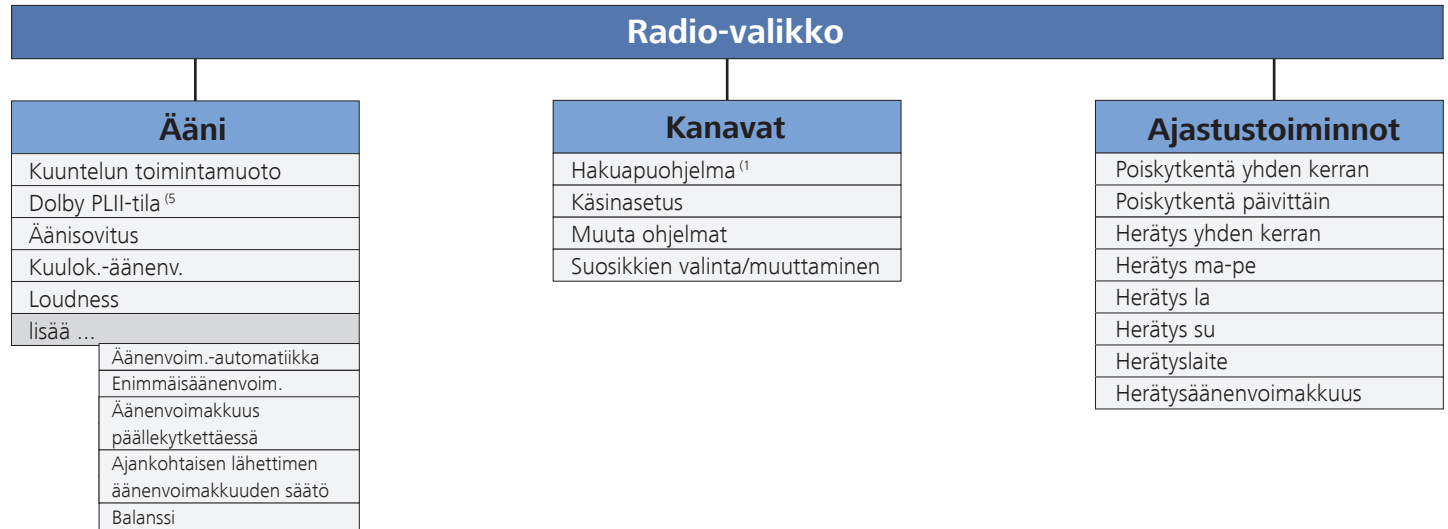 Radio-valikko
Ääni
Kuuntelun toimintamuoto
Dolby PLII-tila (5
Äänisovitus
Kuulok.-äänenv.
Loudness
lisää ...
Äänenvoim.-automatiikka
Enimmäisäänenvoim.
Äänenvoimakkuus
päällekytkettäessä
Ajankohtaisen lähettimen
äänenvoimakkuuden säätö
Balanssi
Kanavat
Hakuapuohjelma (1
Käsinasetus
Muuta ohjelmat
Suosikkien valinta/muuttaminen
Ajastustoiminnot
Poiskytkentä yhden kerran
Poiskytkentä päivittäin
Herätys yhden kerran
Herätys ma-pe
Herätys la
Herätys su
Herätyslaite
Herätysäänenvoimakkuus